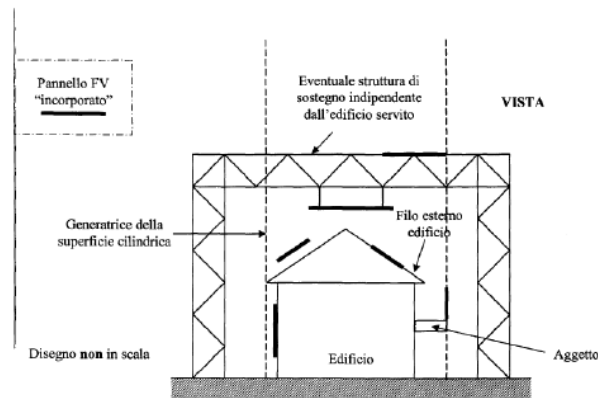 Pannello FV
“incorporato”
Eventuale struttura di
sostegno indipendente
dall’edificio servito
VISTA
Generatrice della
superficie cilindrica
Filo esterno
edificio
Disegno non in scala
Edificio
Aggetto